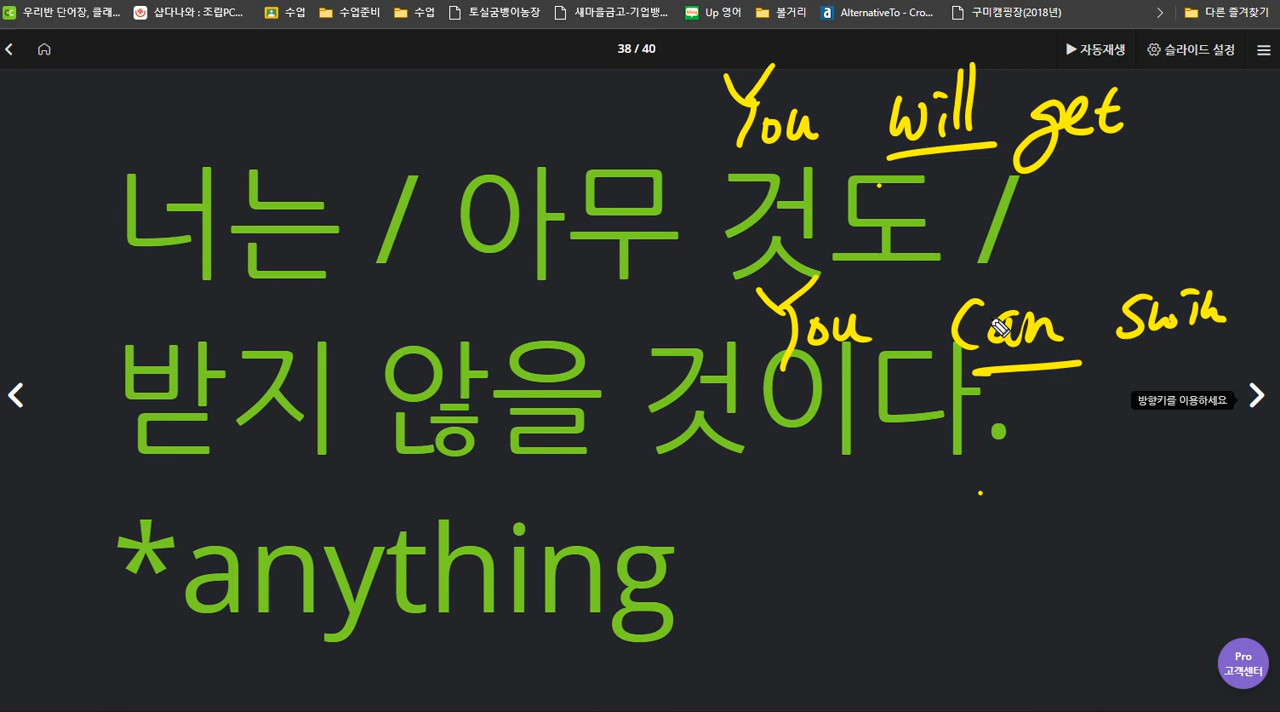 우리반 단어장, 클래... 샵다나와 : 조립PC... 수업 수업준비 수업 토실굼벵이농장 새마을금고-기업뱅... Up 영어 볼거리 AlternativeTo - Cro... 구미캠핑장(2018년) 다른 즐겨찾기
38 / 40 자동재생 슬라이드 설정
You will get
너는 / 아무 것도 /
You can
받지 않을 것이다.
방향키를 이용하세요
*anything
Pro
고객센터